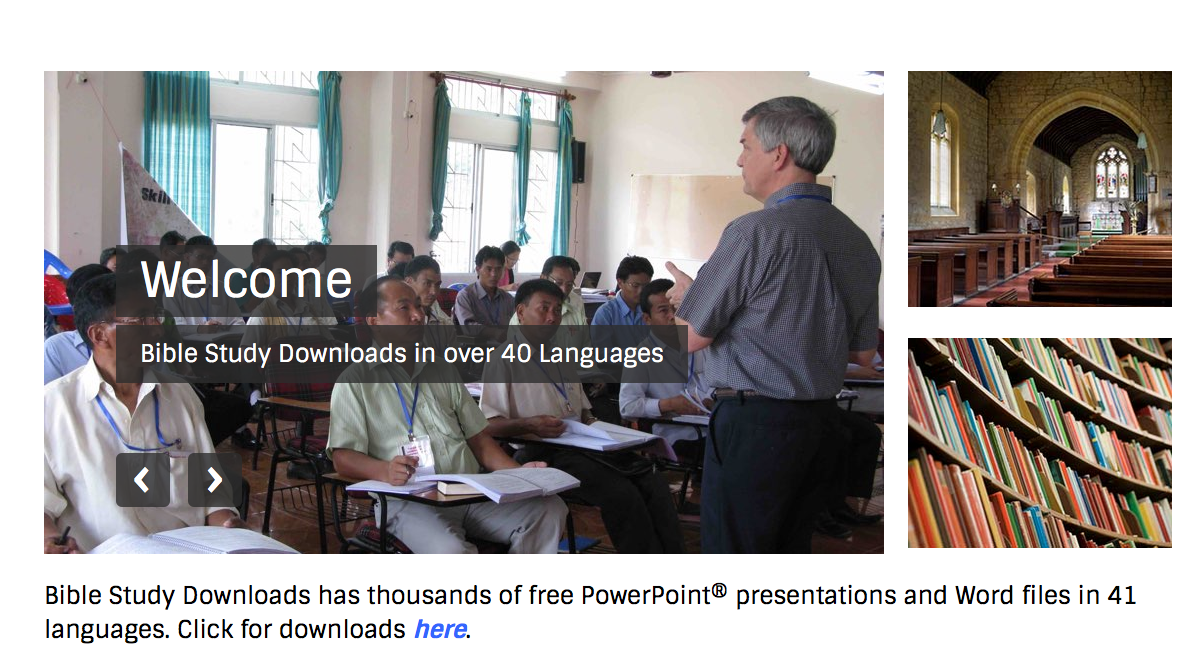 Skill
Welcome
Bible Study Downloads in over 40 Languages
Bible Study Downloads has thousands of free PowerPoint® presentations and Word files in 41
languages. Click for downloads here.